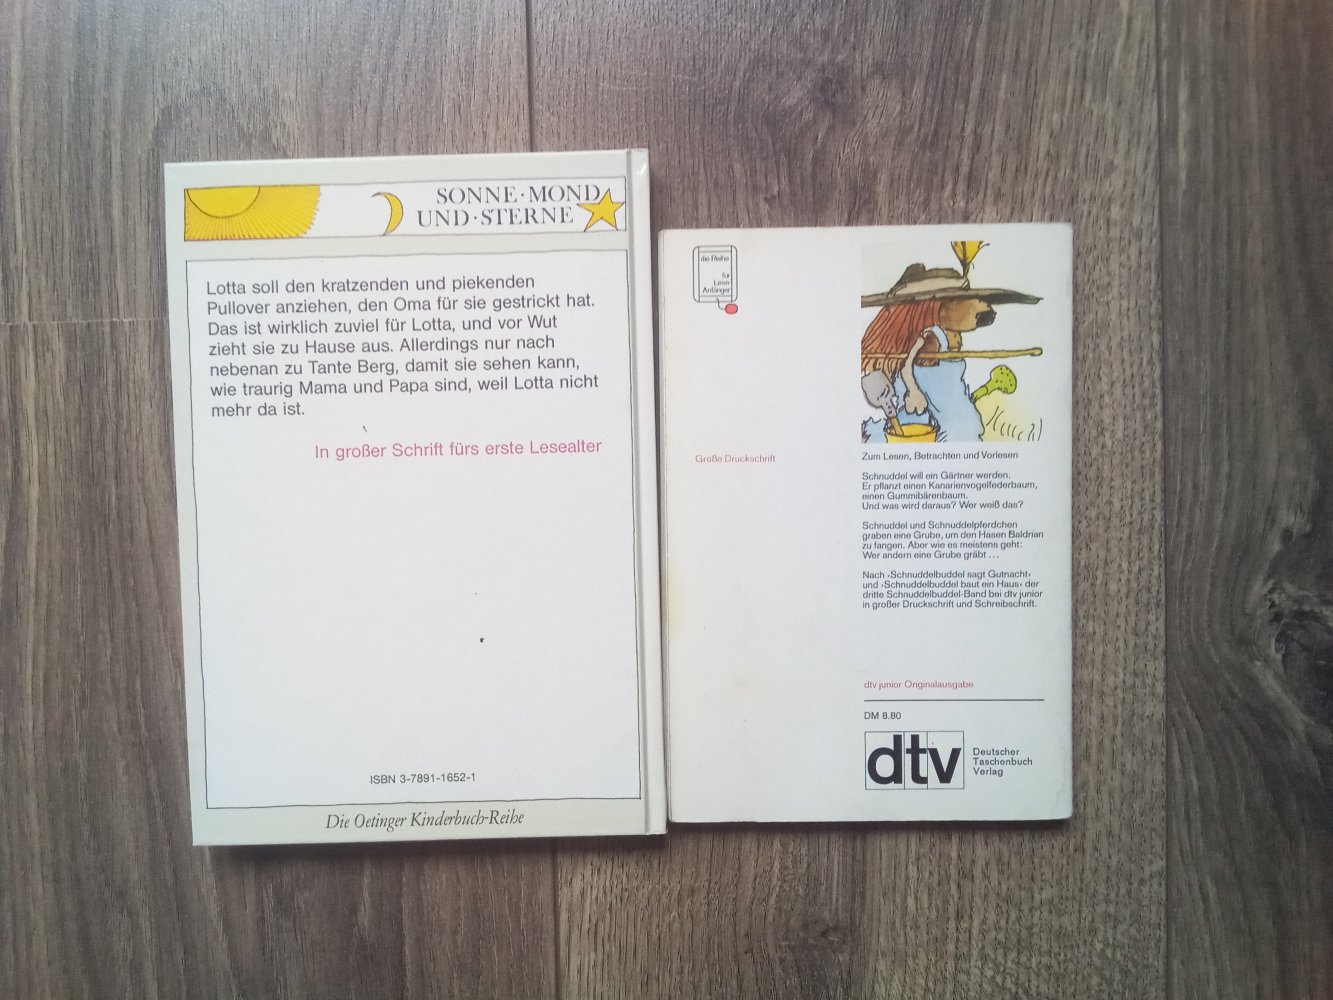 SONNE · MOND
UND · STERNE
Lotta soll den kratzenden und piekenden
Pullover anziehen, den Oma für sie gestrickt hat.
Das ist wirklich zuviel für Lotta, und vor Wut
zieht sie zu Hause aus. Allerdings nur nach
nebenan zu Tante Berg, damit sie sehen kann,
wie traurig Mama und Papa sind, weil Lotta nicht
mehr da ist.
In großer Schrift fürs erste Lesealter
ISBN 3-7891-1652-1
Die Oetinger Kinderbuch-Reihe
die Reihe
für
Lese
Anfänger
Große Druckschrift
Zum Lesen, Betrachten und Vorlesen
Schnuddel will ein Gärtner werden.
Er pflanzt einen Kanarienvogelfederbaum,
einen Gummibärenbaum.
Und was wird daraus? Wer weiß das?
Schnuddel und Schnuddelpferdchen
graben eine Grube, um den Hasen Baldrian
zu fangen. Aber wie es meistens geht:
Wer andern eine Grube gräbt ...
Nach ›Schnuddelbuddel sagt Gutnacht‹
und ›Schnuddelbuddel baut ein Haus‹ der
dritte Schnuddelbuddel-Band bei dtv junior
in großer Druckschrift und Schreibschrift.
dtv junior Originalausgabe
DM 8.80
dtv
Deutscher
Taschenbuch
Verlag